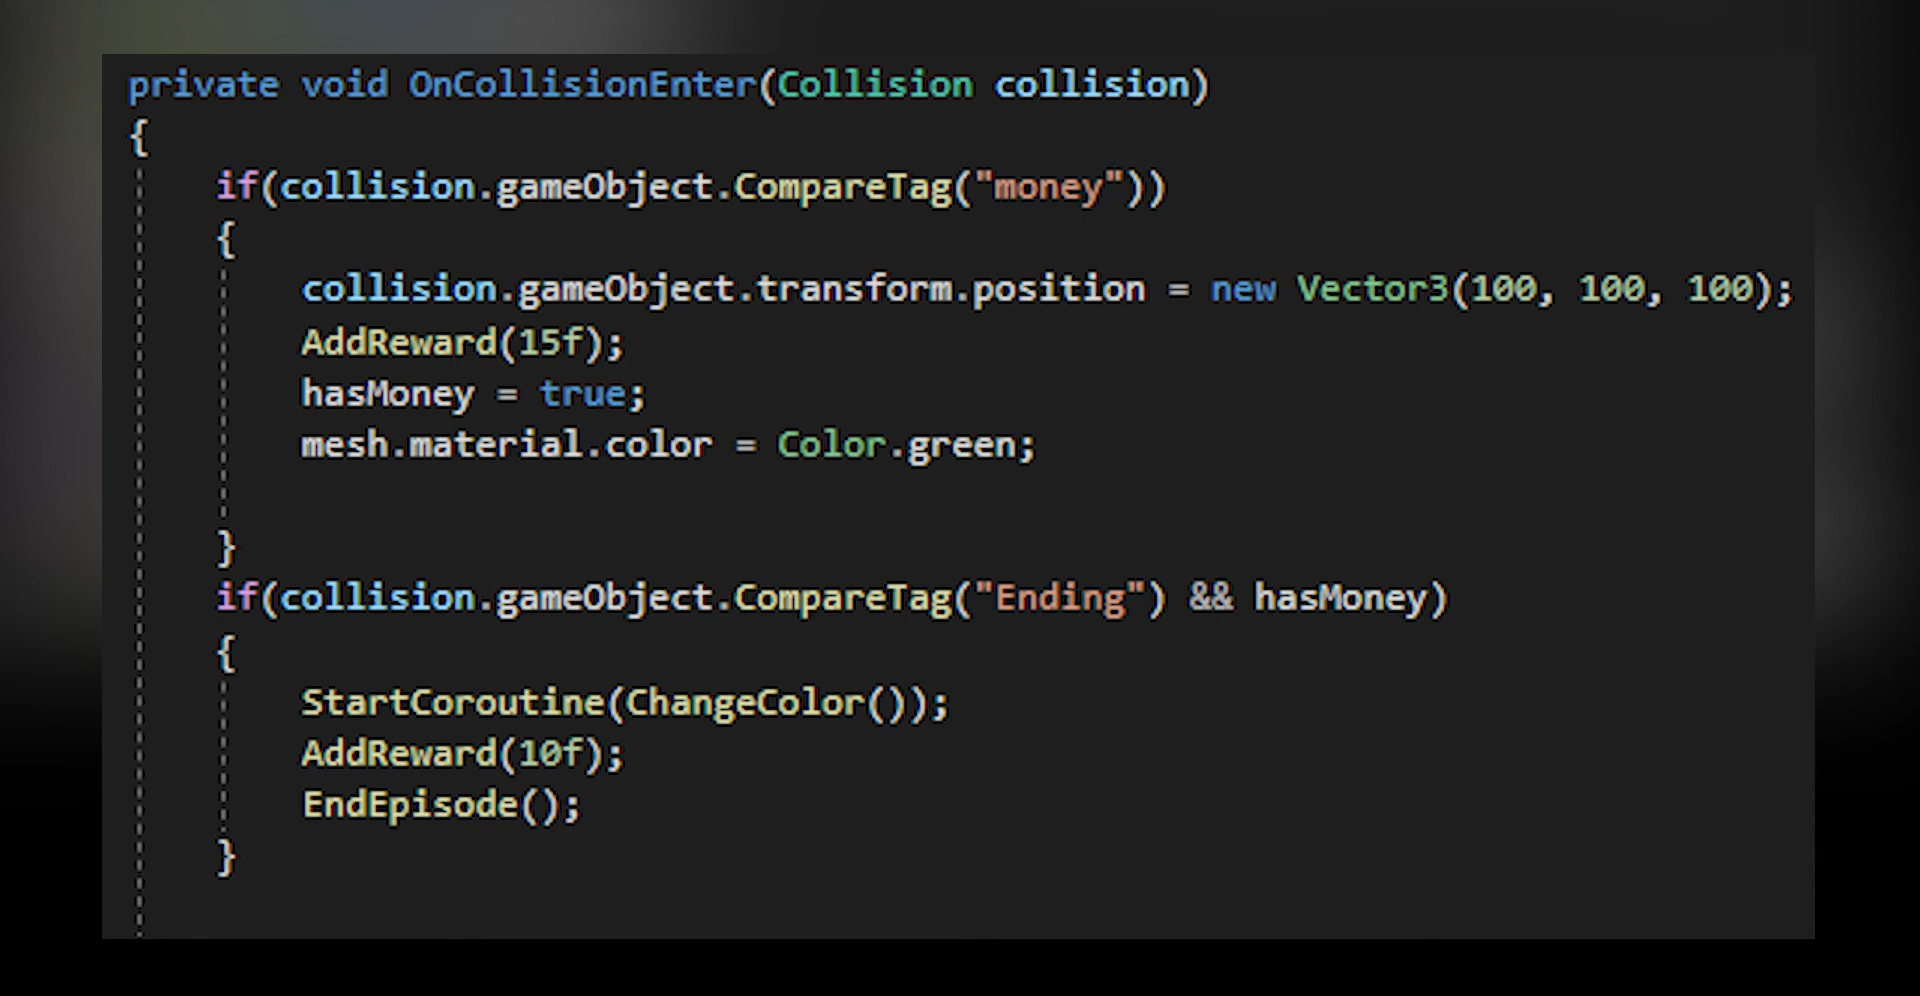 private void OnCollisionEnter(Collision collision)
{
if(collision.gameObject.CompareTag("money"))
{
collision.gameObject.transform.position = new Vector3(100, 100, 100);
AddReward(15f);
hasMoney = true;
mesh.material.color = Color.green;
}
if(collision.gameObject.CompareTag("Ending") && hasMoney)
{
StartCoroutine(ChangeColor());
AddReward(10f);
EndEpisode();
}